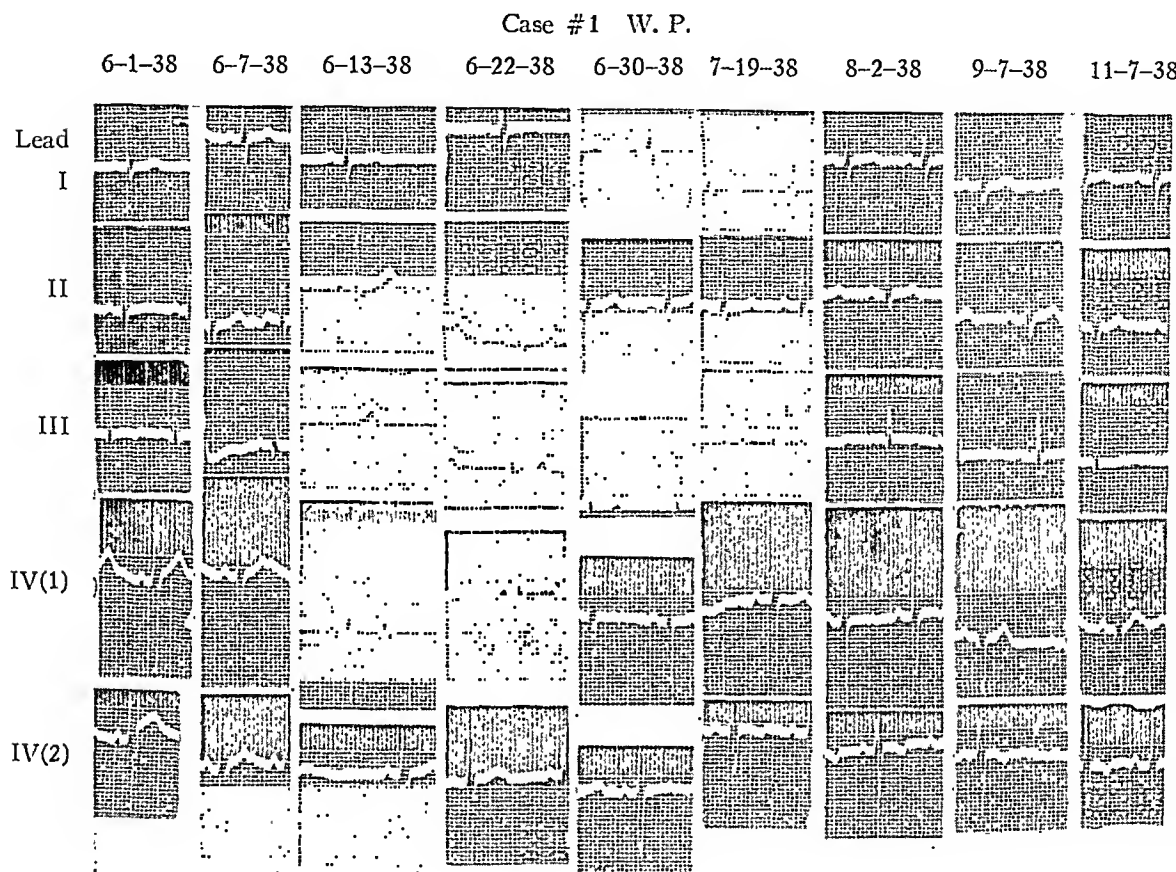 Case #1 W. P.
6-1-38 6-7-38 6-13-38 6-22-38 6-30-38 7-19-38 8-2-38 9-7-38 11-7-38
Lead
I
II
III
IV(1)
IV(2)